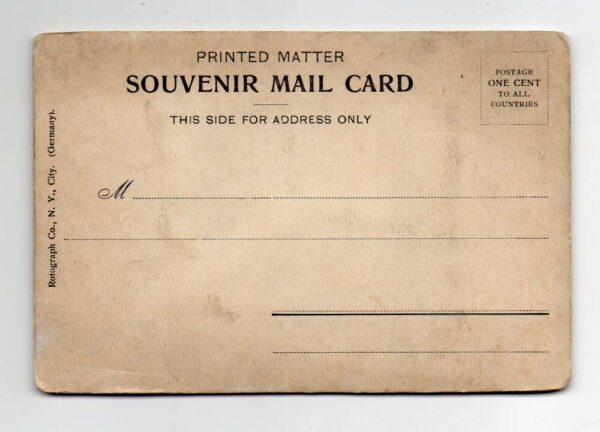 PRINTED MATTER
SOUVENIR MAIL CARD
THIS SIDE FOR ADDRESS ONLY
POSTAGE
ONE CENT
TO ALL
COUNTRIES
M
Rotograph Co., N. Y., City. (Germany).